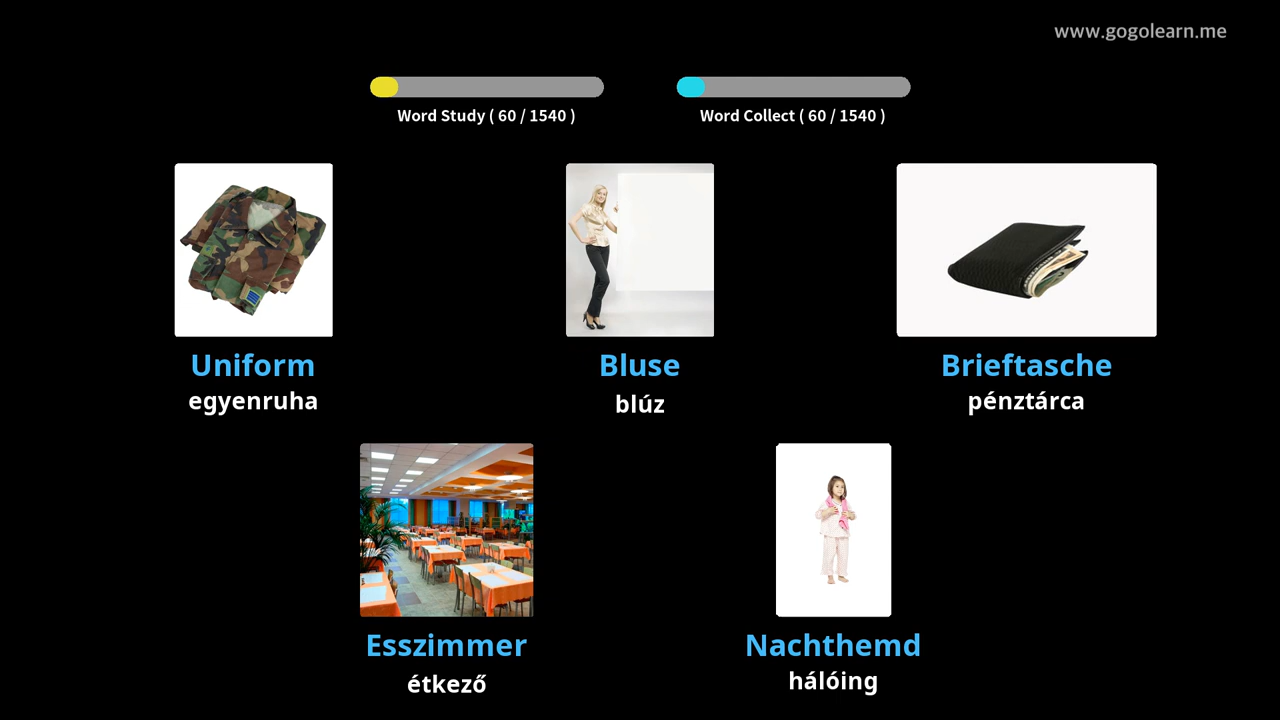 www.gogolearn.me
Word Study ( 60 / 1540 )
Word Collect ( 60 / 1540 )
Uniform
egyenruha
Bluse
blúz
Brieftasche
pénztárca
Esszimmer
étkező
Nachthemd
hálóing